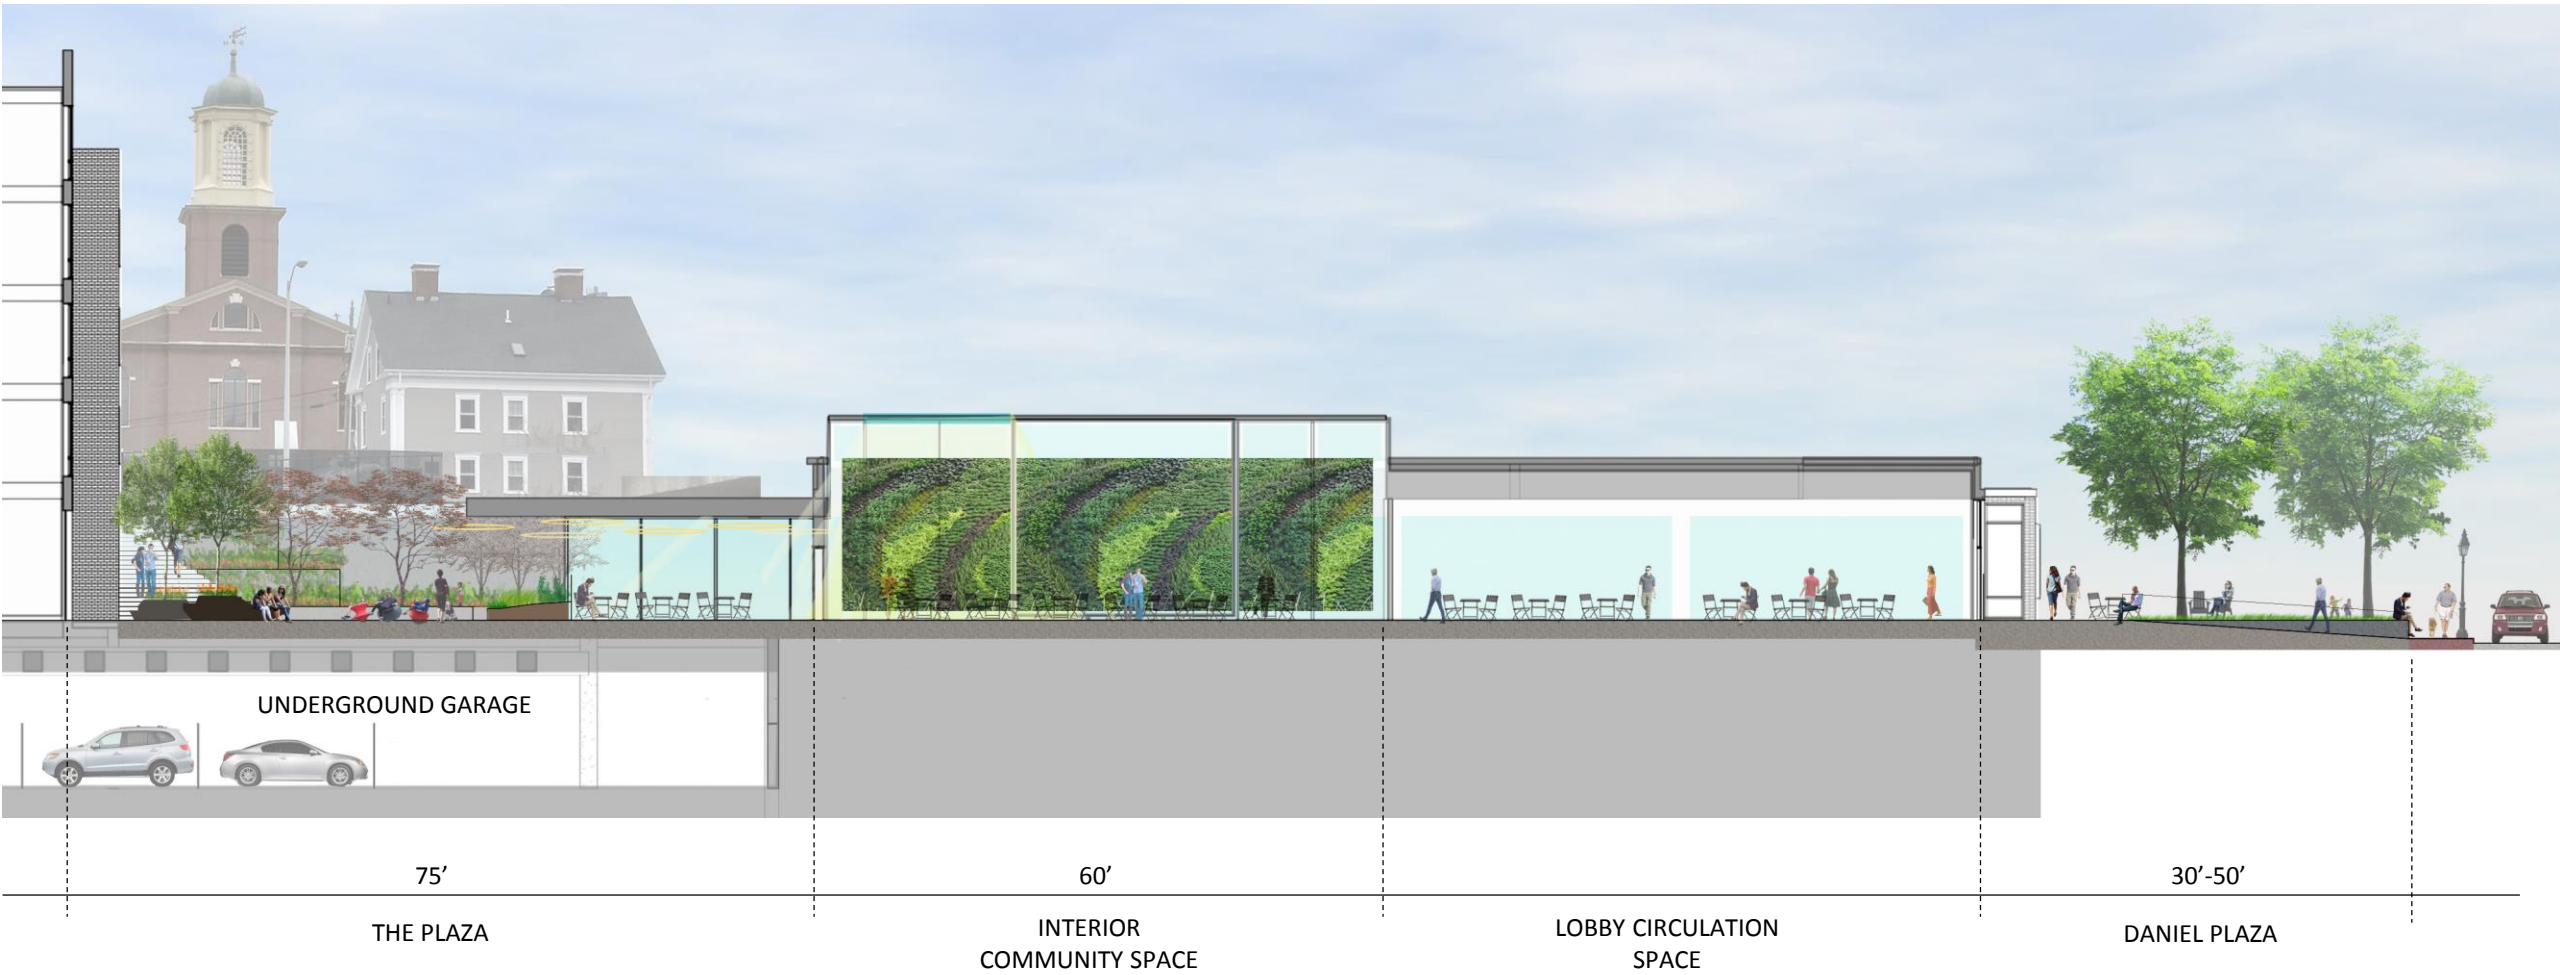 UNDERGROUND GARAGE
75’
60’
30’-50’
THE PLAZA
INTERIOR
COMMUNITY SPACE
LOBBY CIRCULATION
SPACE
DANIEL PLAZA